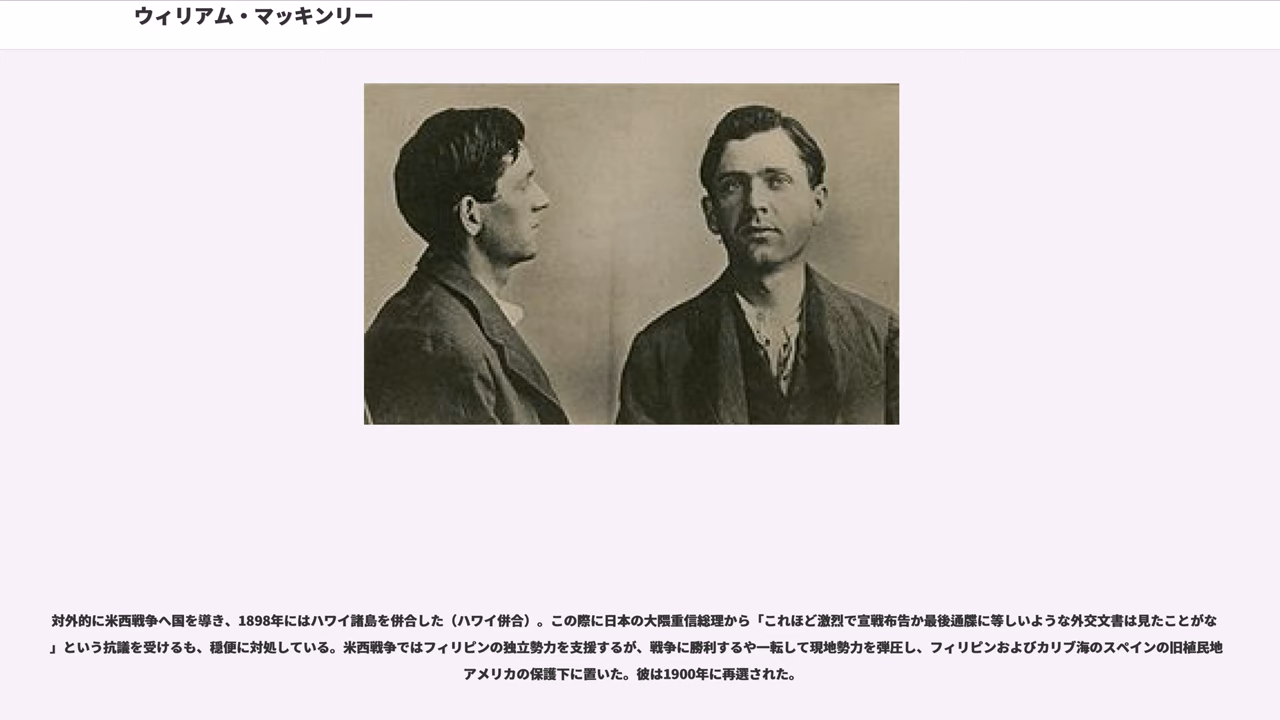 ウィリアム・マッキンリー
対外的に米西戦争へ国を導き、1898年にはハワイ諸島を併合した（ハワイ併合）。この際に日本の大隈重信総理から「これほど激烈で宣戦布告か最後通牒に等しいような外交文書は見たことがな
」という抗議を受けるも、穏便に対処している。米西戦争ではフィリピンの独立勢力を支援するが、戦争に勝利するや一転して現地勢力を弾圧し、フィリピンおよびカリブ海のスペインの旧植民地
アメリカの保護下に置いた。彼は1900年に再選された。